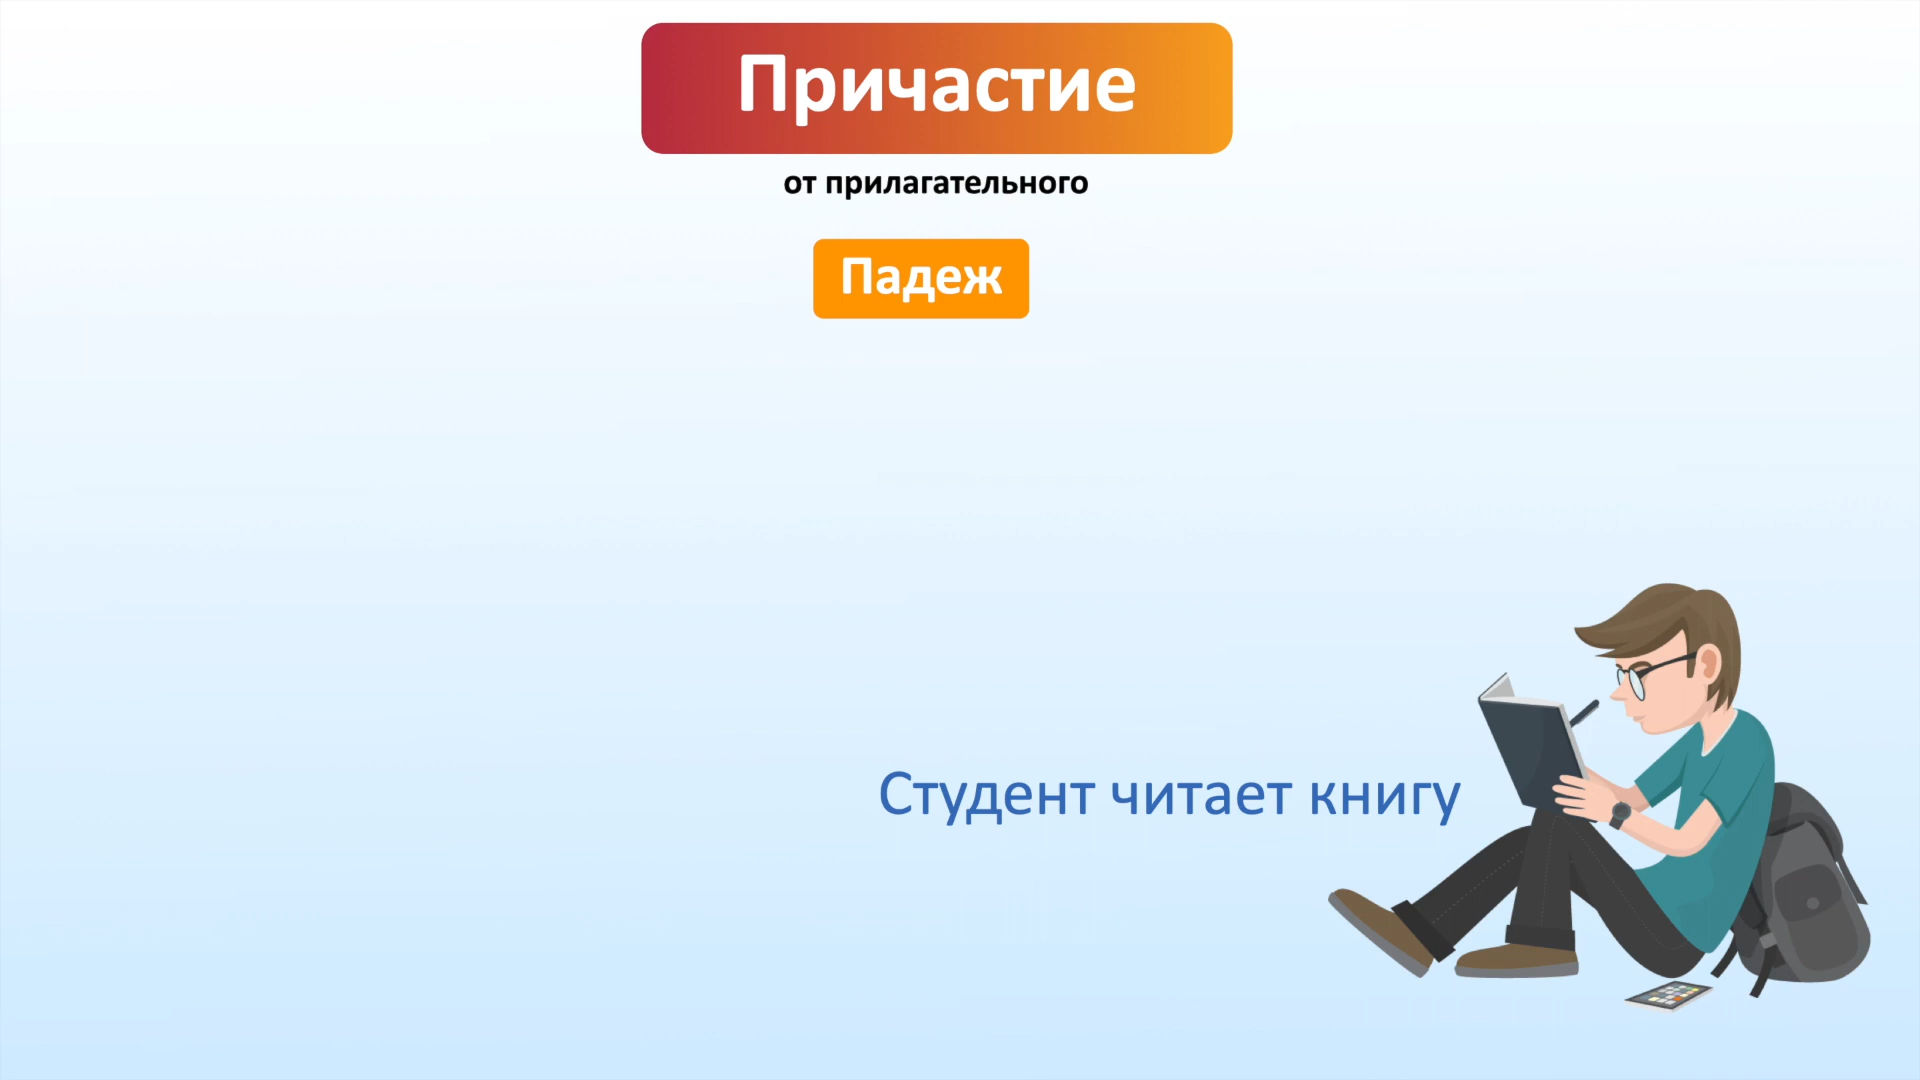 Причастие
от прилагательного
Падеж
Студент читает книгу